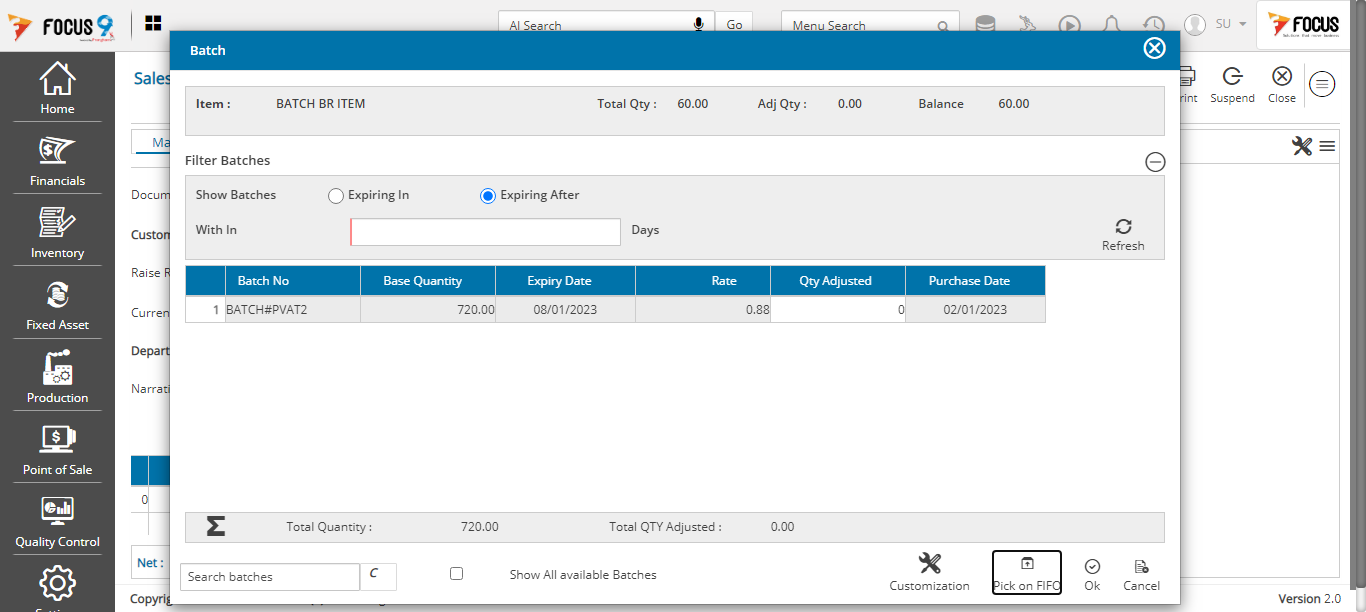 FOCUS 9
AI Search
Go
Menu Search
SU
FOCUS
Batch
Sales
Print
Suspend
Close
Home
Financials
Inventory
Fixed Asset
Production
Point of Sale
Quality Control
Item :
BATCH BR ITEM
Total Qty :
60.00
Adj Qty :
0.00
Balance
60.00
Ma
Filter Batches
Docum
Show Batches
Expiring In
Expiring After
Custom
With In
Days
Refresh
Raise R
Batch No
Base Quantity
Expiry Date
Rate
Qty Adjusted
Purchase Date
1
BATCH#PVAT2
720.00
08/01/2023
0.88
0
02/01/2023
Curren
Depart
Narrati
0
Σ
Total Quantity :
720.00
Total QTY Adjusted :
0.00
Net :
Search batches
C
Show All available Batches
Customization
Pick on FIFO
Ok
Cancel
Copyrig
Version 2.0